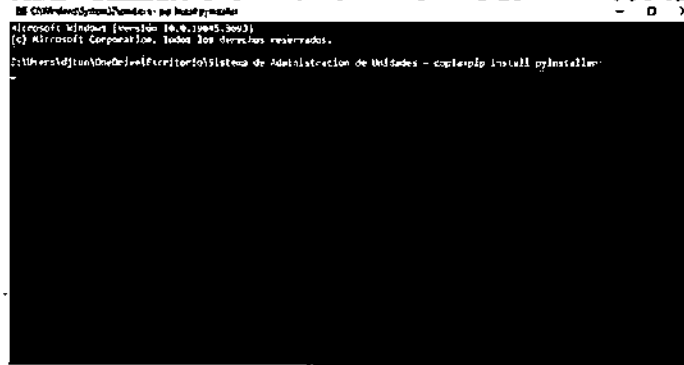 C:\Windows\System32\cmd.exe - pip install pyinstaller
Microsoft Windows [Versión 10.0.19045.3693]
(c) Microsoft Corporation. Todos los derechos reservados.
C:\Users\djtun\OneDrive\Escritorio\Sistema de Administracion de Unidades - copia>pip install pyinstaller